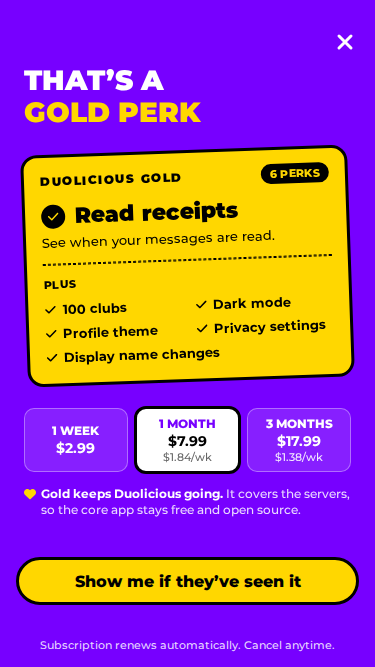 THAT'S A
GOLD PERK
DUOLICIOUS GOLD
6 PERKS
Read receipts
See when your messages are read.
PLUS
100 clubs
Dark mode
Profile theme
Privacy settings
Display name changes
1 WEEK
$2.99
1 MONTH
$7.99
$1.84/wk
3 MONTHS
$17.99
$1.38/wk
Gold keeps Duolicious going. It covers the servers,
so the core app stays free and open source.
Show me if they've seen it
Subscription renews automatically. Cancel anytime.